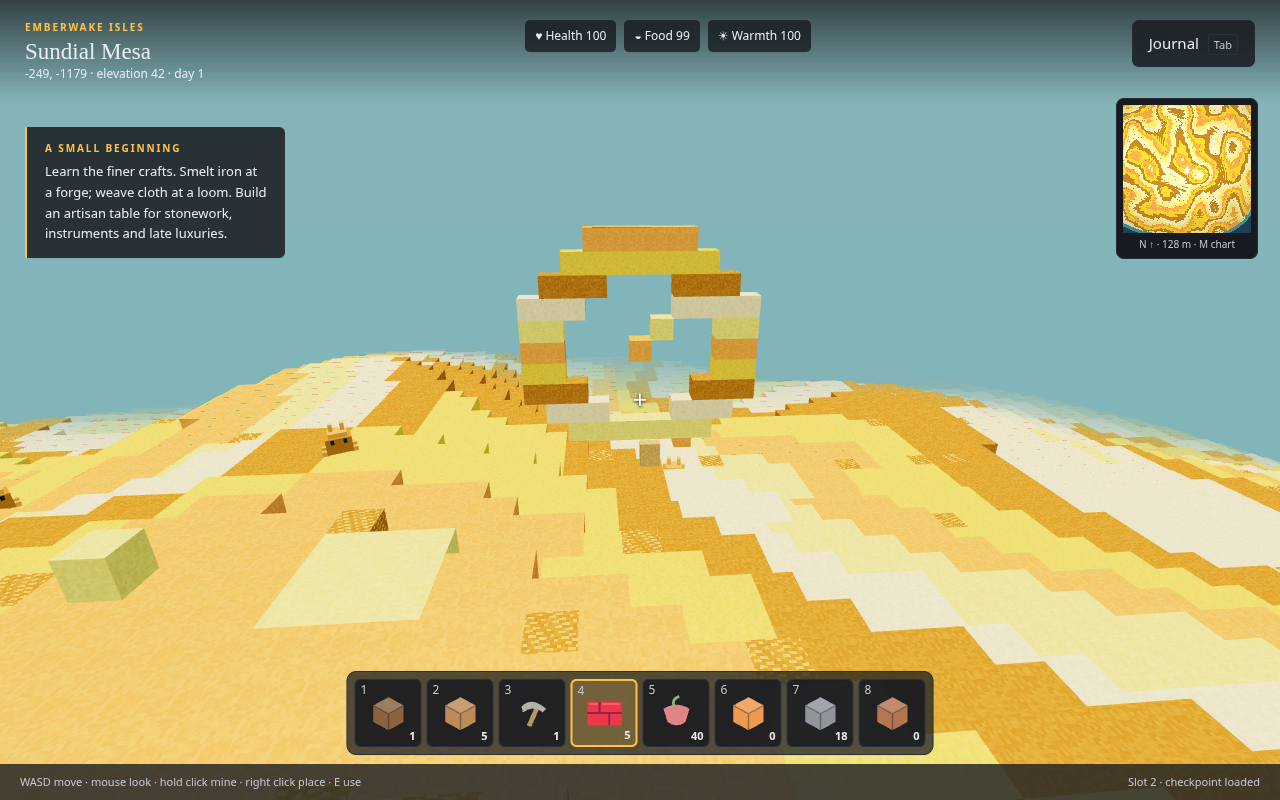 EMBERWAKE ISLES
Sundial Mesa
-249, -1179 · elevation 42 · day 1
♥ Health 100
Food 99
☀ Warmth 100
Journal Tab
A SMALL BEGINNING
Learn the finer crafts. Smelt iron at
a forge; weave cloth at a loom. Build
an artisan table for stonework,
instruments and late luxuries.
N ↑ · 128 m · M chart
1 1
2 5
3 1
4 5
5 40
6 0
7 18
8 0
WASD move · mouse look · hold click mine · right click place · E use
Slot 2 · checkpoint loaded